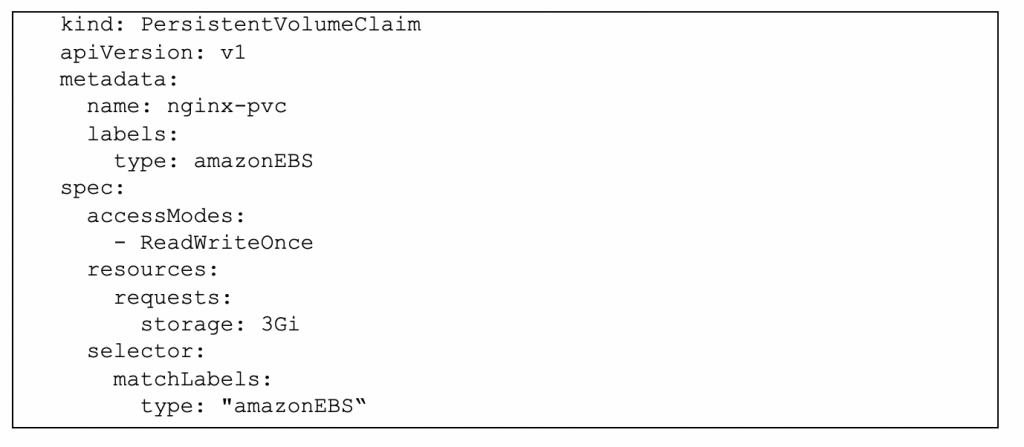 kind: PersistentVolumeClaim
apiVersion: v1
metadata:
  name: nginx-pvc
  labels:
    type: amazonEBS
spec:
  accessModes:
    - ReadWriteOnce
  resources:
    requests:
      storage: 3Gi
  selector:
    matchLabels:
      type: "amazonEBS“